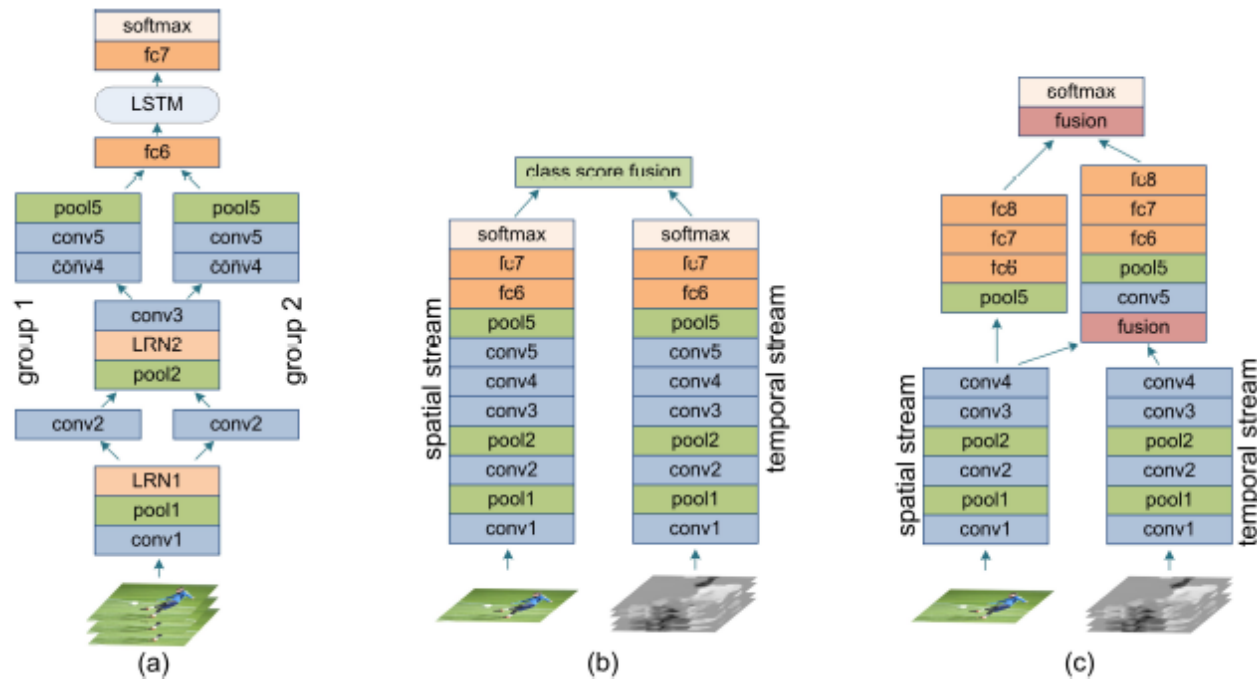 softmax
fc7
LSTM
fc6
pool5
conv5
conv4
pool5
conv5
conv4
group 1
group 2
conv3
LRN2
pool2
conv2
conv2
LRN1
pool1
conv1
(a)
class score fusion
softmax
fc7
fc6
pool5
conv5
conv4
conv3
pool2
conv2
pool1
conv1
spatial stream
softmax
fc7
fc6
pool5
conv5
conv4
conv3
pool2
conv2
pool1
conv1
temporal stream
(b)
softmax
fusion
fc8
fc7
fc6
pool5
fc8
fc7
fc6
pool5
conv5
fusion
conv4
conv3
pool2
conv2
pool1
conv1
spatial stream
conv4
conv3
pool2
conv2
pool1
conv1
temporal stream
(c)